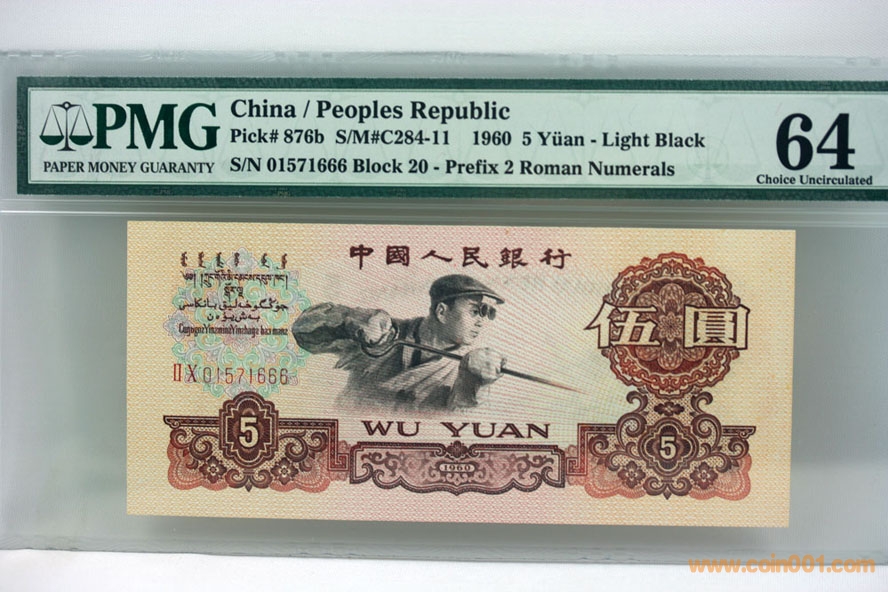 PMG
PAPER MONEY GUARANTY
China / Peoples Republic
Pick# 876b S/M#C284-11 1960 5 Yüan - Light Black
S/N 01571666 Block 20 - Prefix 2 Roman Numerals
64
Choice Uncirculated
中國人民銀行
伍圓
ⅡX 01571666
5
WU YUAN
1960
5
www.coin001.com